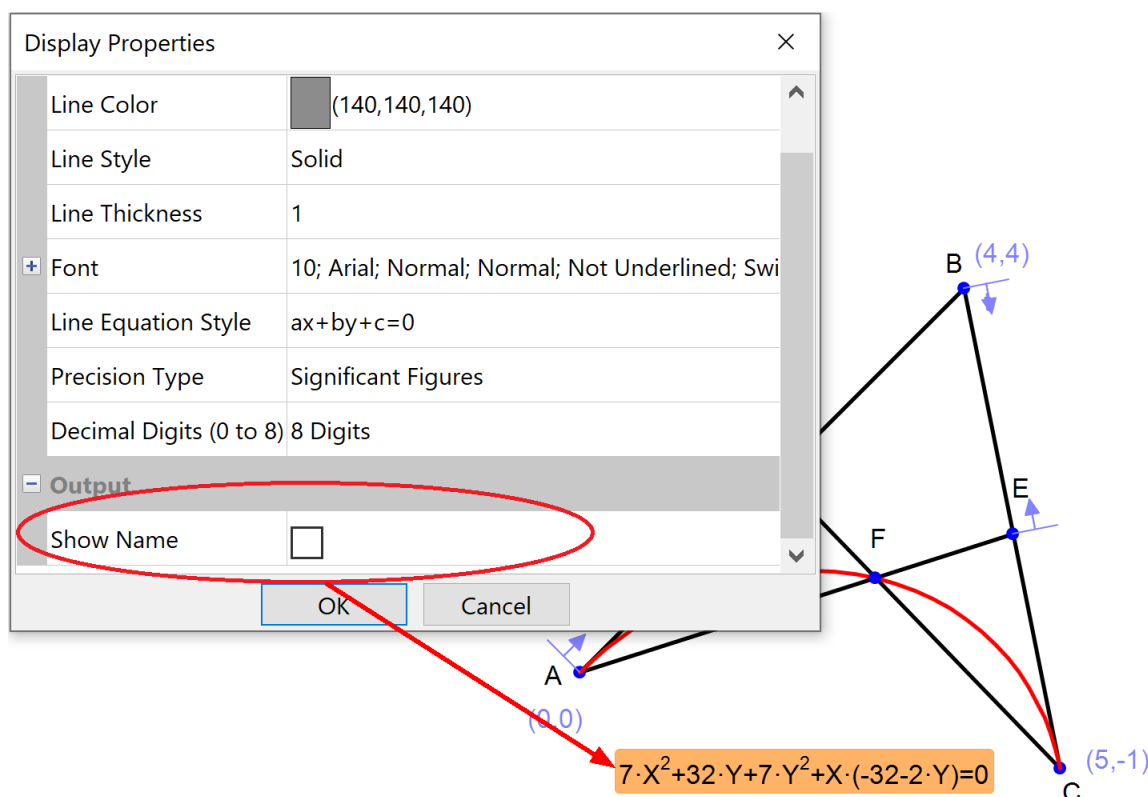 Display Properties
Line Color (140,140,140)
Line Style Solid
Line Thickness 1
Font 10; Arial; Normal; Normal; Not Underlined; Swi
Line Equation Style ax+by+c=0
Precision Type Significant Figures
Decimal Digits (0 to 8) 8 Digits
Output
Show Name
OK Cancel
B (4,4)
E
F
A
(0,0)
7·X²+32·Y+7·Y²+X·(-32-2·Y)=0
(5,-1)
C